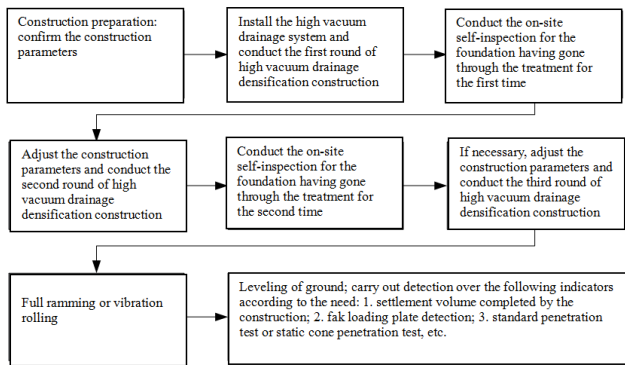 Construction preparation:
confirm the construction
parameters
Install the high vacuum
drainage system and
conduct the first round of
high vacuum drainage
densification construction
Conduct the on-site
self-inspection for the
foundation having gone
through the treatment for
the first time
Adjust the construction
parameters and conduct the
second round of high
vacuum drainage
densification construction
Conduct the on-site
self-inspection for the
foundation having gone
through the treatment for
the second time
If necessary, adjust the
construction parameters and
conduct the third round of
high vacuum drainage
densification construction
Full ramming or vibration
rolling
Leveling of ground; carry out detection over the following indicators
according to the need: 1. settlement volume completed by the
construction; 2. fak loading plate detection; 3. standard penetration
test or static cone penetration test, etc.